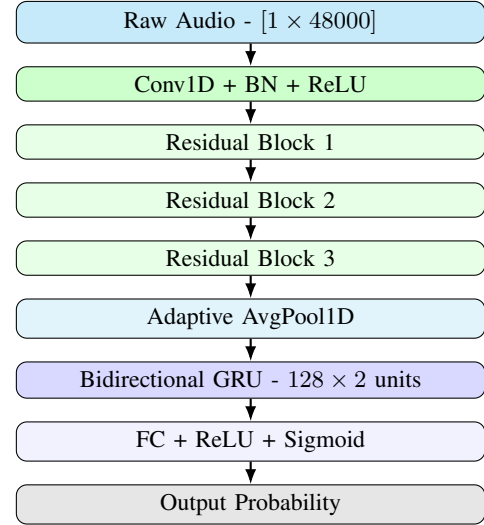 Raw Audio - [1 × 48000]
Conv1D + BN + ReLU
Residual Block 1
Residual Block 2
Residual Block 3
Adaptive AvgPool1D
Bidirectional GRU - 128 × 2 units
FC + ReLU + Sigmoid
Output Probability